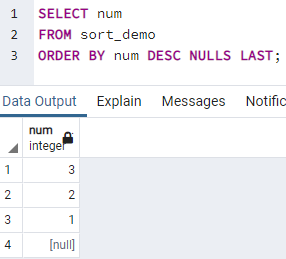 1 SELECT num
2 FROM sort_demo
3 ORDER BY num DESC NULLS LAST;
Data Output Explain Messages Notific
num
integer
1 3
2 2
3 1
4 [null]